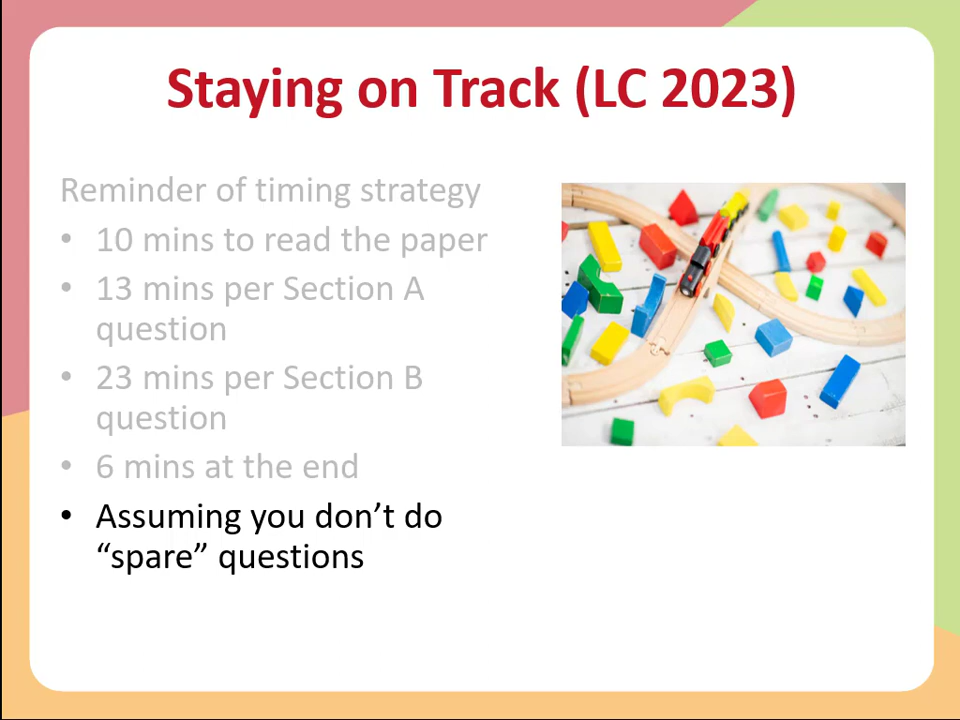 Staying on Track (LC 2023)
Reminder of timing strategy
• 10 mins to read the paper
• 13 mins per Section A
question
• 23 mins per Section B
question
• 6 mins at the end
• Assuming you don’t do
“spare” questions